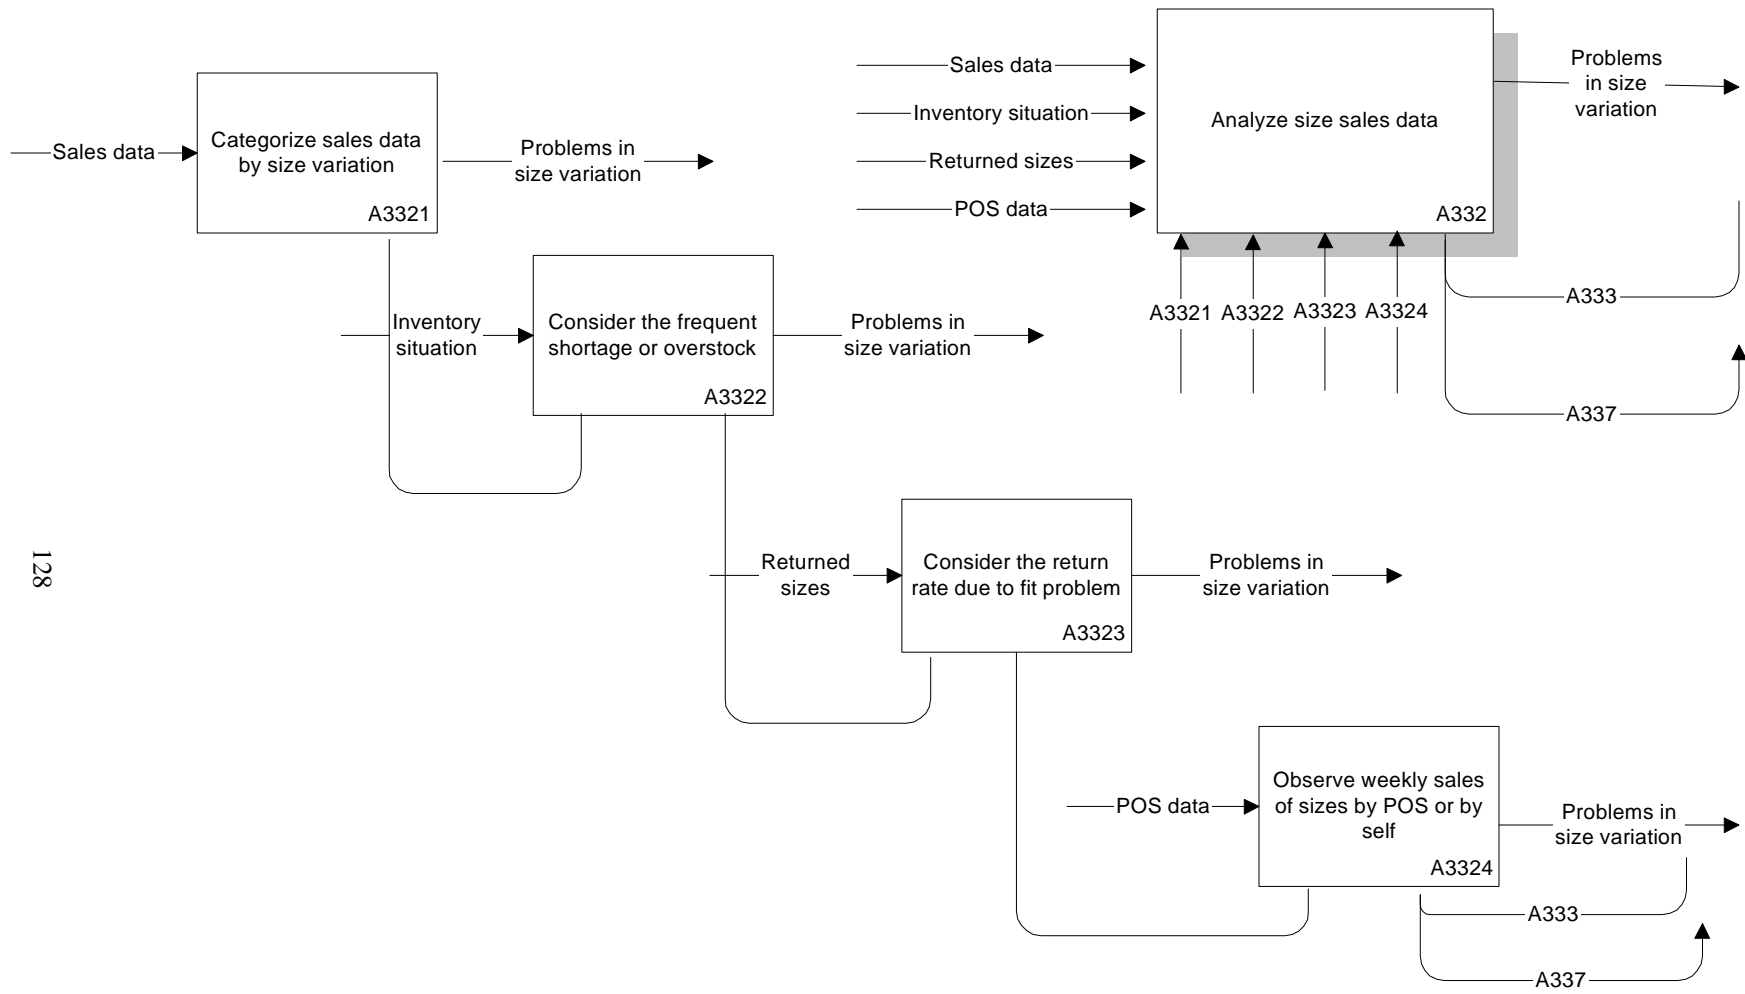 Sales data
Categorize sales data
by size variation
A3321
Problems in
size variation
Inventory
situation
Consider the frequent
shortage or overstock
A3322
Problems in
size variation
Returned
sizes
Consider the return
rate due to fit problem
A3323
Problems in
size variation
POS data
Observe weekly sales
of sizes by POS or by
self
A3324
Problems in
size variation
A333
A337
Sales data
Inventory situation
Returned sizes
POS data
Analyze size sales data
A332
Problems
in size
variation
A3321
A3322
A3323
A3324
A333
A337
128